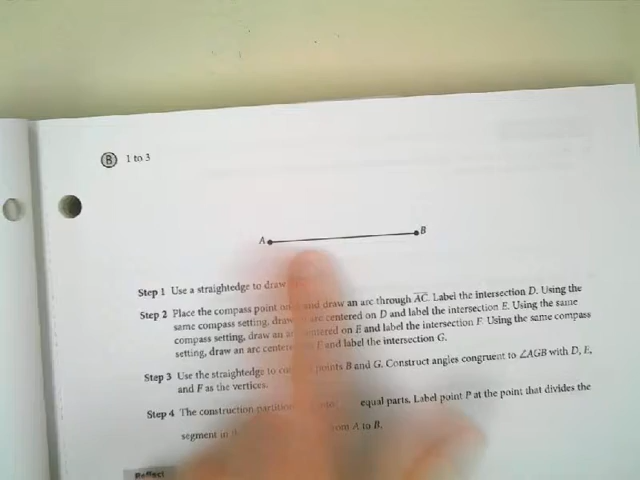 B 1 to 3
A B
Step 1 Use a straightedge to draw
Step 2 Place the compass point on and draw an arc through AC. Label the intersection D. Using the
same compass setting, draw arc centered on D and label the intersection E. Using the same
compass setting, draw an centered on E and label the intersection F. Using the same compass
setting, draw an arc and label the intersection G.
Step 3 Use the straightedge to points B and G. Construct angles congruent to ∠AGB with D, E,
and F as the vertices.
Step 4 The construction equal parts. Label point P at the point that divides the
segment in A to B.
Reflect